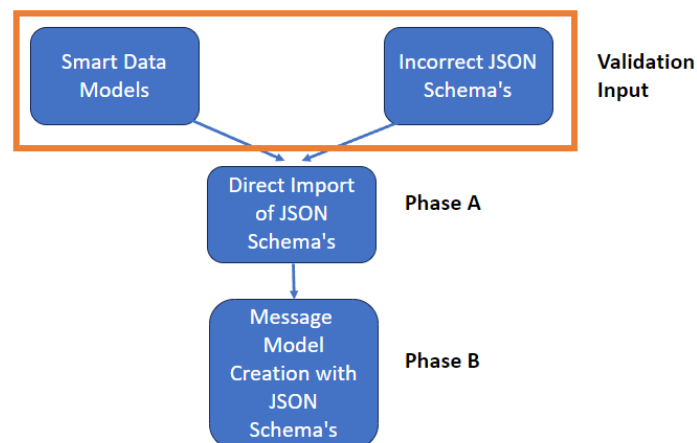 Smart Data
Models
Incorrect JSON
Schema's
Validation
Input
Direct Import
of JSON
Schema's
Phase A
Message
Model
Creation with
JSON
Schema's
Phase B